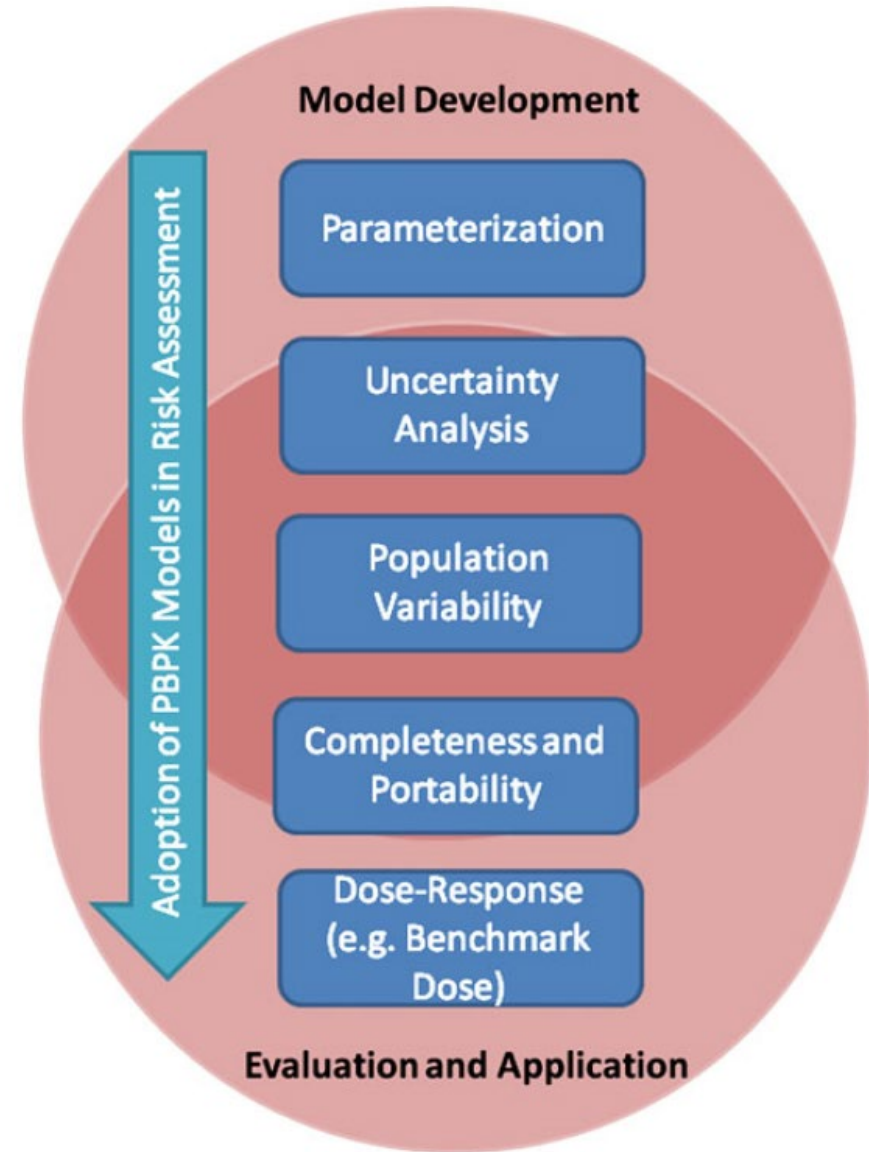 Model Development
Adoption of PBPK Models in Risk Assessment
Parameterization
Uncertainty
Analysis
Population
Variability
Completeness and
Portability
Dose-Response
(e.g. Benchmark
Dose)
Evaluation and Application